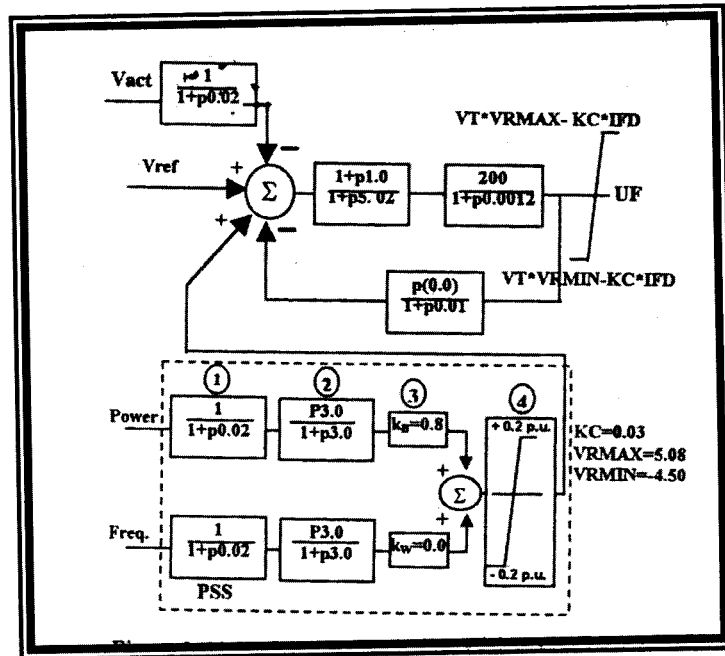 1
Vact
1+p0.02
VT*VRMAX- KC*IFD
−
Vref
+
Σ
1+p1.0
1+p5. 02
200
1+p0.0012
UF
+
−
VT*VRMIN-KC*IFD
p(0.0)
1+p0.01
1
2
3
4
Power
1
1+p0.02
P3.0
1+p3.0
ks=0.8
+ 0.2 p.u.
KC=0.03
VRMAX=5.08
VRMIN=-4.50
+
Σ
+
Freq.
1
1+p0.02
P3.0
1+p3.0
kw=0.0
- 0.2 p.u.
PSS